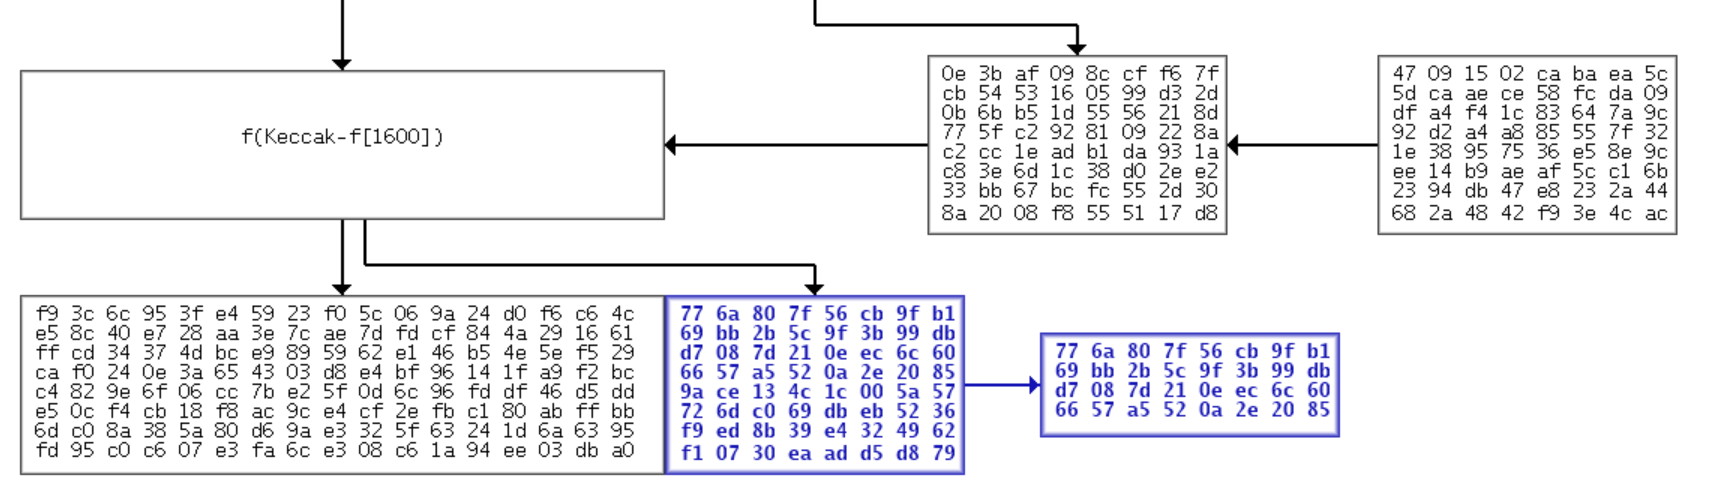 f(Keccak-f[1600])
0e 3b af 09 8c cf f6 7f
cb 54 53 16 05 99 d3 2d
0b 6b b5 1d 55 56 21 8d
77 5f c2 92 81 09 22 8a
c2 cc 1e ad b1 da 93 1a
c8 3e 6d 1c 38 d0 2e e2
33 bb 67 bc fc 55 2d 30
8a 20 08 f8 55 51 17 d8
47 09 15 02 ca ba ea 5c
5d ca ae ce 58 fc da 09
df a4 f4 1c 83 64 7a 9c
92 d2 a4 a8 85 55 7f 32
1e 38 95 75 36 e5 8e 9c
ee 14 b9 ae af 5c c1 6b
23 94 db 47 e8 23 2a 44
68 2a 48 42 f9 3e 4c ac
f9 3c 6c 95 3f e4 59 23 f0 5c 06 9a 24 d0 f6 c6 4c
e5 8c 40 e7 28 aa 3e 7c ae 7d fd cf 84 4a 29 16 61
ff cd 34 37 4d bc e9 89 59 62 e1 46 b5 4e 5e f5 29
ca f0 24 0e 3a 65 43 03 d8 e4 bf 96 14 1f a9 f2 bc
c4 82 9e 6f 06 cc 7b e2 5f 0d 6c 96 fd df 46 d5 dd
e5 0c f4 cb 18 f8 ac 9c e4 cf 2e fb c1 80 ab ff bb
6d c0 8a 38 5a 80 d6 9a e3 32 5f 63 24 1d 6a 63 95
fd 95 c0 c6 07 e3 fa 6c e3 08 c6 1a 94 ee 03 db a0
77 6a 80 7f 56 cb 9f b1
69 bb 2b 5c 9f 3b 99 db
d7 08 7d 21 0e ec 6c 60
66 57 a5 52 0a 2e 20 85
9a ce 13 4c 1c 00 5a 57
72 6d c0 69 db eb 52 36
f9 ed 8b 39 e4 32 49 62
f1 07 30 ea ad d5 d8 79
77 6a 80 7f 56 cb 9f b1
69 bb 2b 5c 9f 3b 99 db
d7 08 7d 21 0e ec 6c 60
66 57 a5 52 0a 2e 20 85